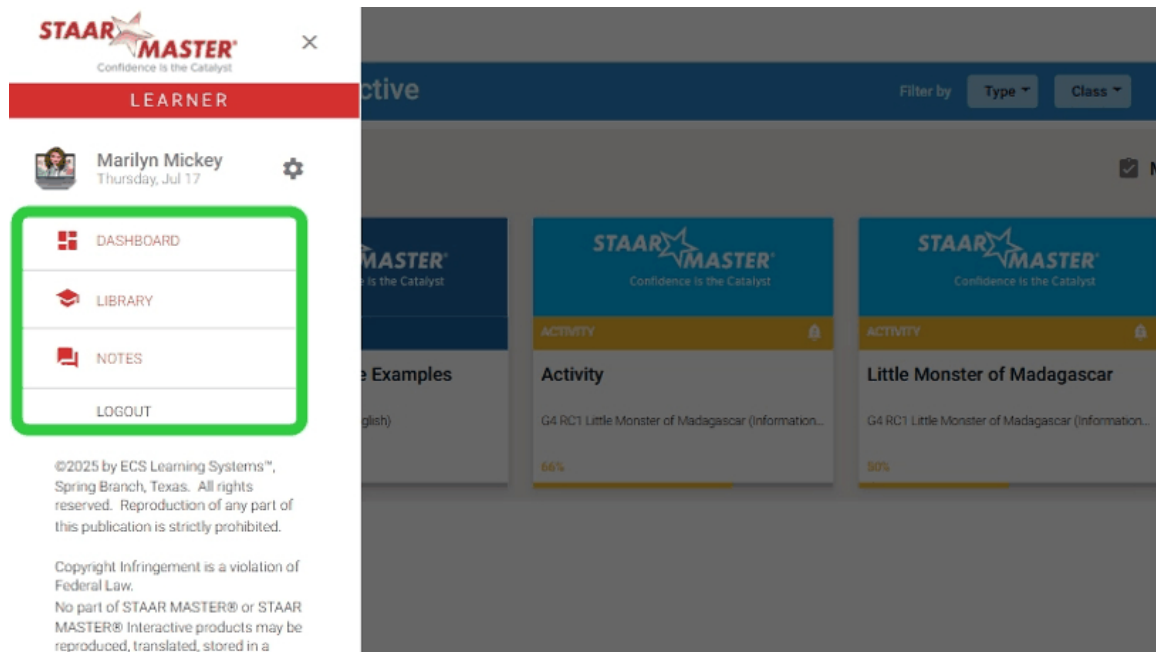 STAAR
MASTER®
Confidence is the Catalyst
LEARNER
Marilyn Mickey
Thursday, Jul 17
DASHBOARD
LIBRARY
NOTES
LOGOUT
©2025 by ECS Learning Systems™,
Spring Branch, Texas. All rights
reserved. Reproduction of any part of
this publication is strictly prohibited.
Copyright Infringement is a violation of
Federal Law.
No part of STAAR MASTER® or STAAR
MASTER® Interactive products may be
reproduced, translated, stored in a
ctive
Filter by Type Class
MASTER®
is the Catalyst
Examples
glish)
STAAR
MASTER®
Confidence is the Catalyst
ACTIVITY
Activity
G4 RC1 Little Monster of Madagascar (Information...
66%
STAAR
MASTER®
Confidence is the Catalyst
ACTIVITY
Little Monster of Madagascar
G4 RC1 Little Monster of Madagascar (Information...
50%